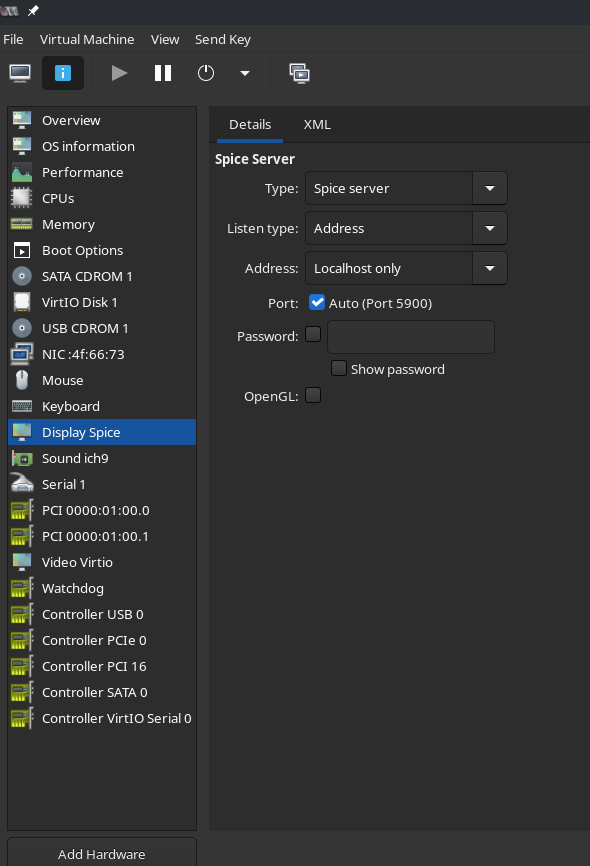 File Virtual Machine View Send Key
Overview
OS information
Performance
CPUs
Memory
Boot Options
SATA CDROM 1
VirtIO Disk 1
USB CDROM 1
NIC :4f:66:73
Mouse
Keyboard
Display Spice
Sound ich9
Serial 1
PCI 0000:01:00.0
PCI 0000:01:00.1
Video Virtio
Watchdog
Controller USB 0
Controller PCIe 0
Controller PCI 16
Controller SATA 0
Controller VirtIO Serial 0
Add Hardware
Details XML
Spice Server
Type: Spice server
Listen type: Address
Address: Localhost only
Port: Auto (Port 5900)
Password:
Show password
OpenGL: